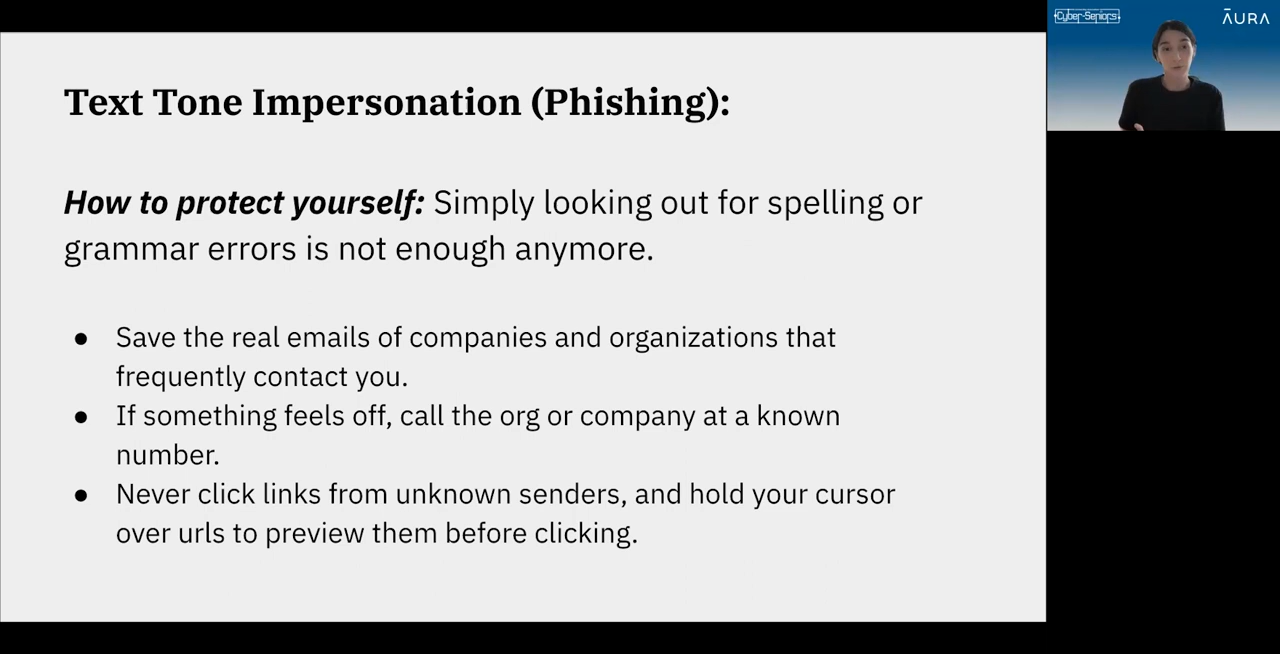 Text Tone Impersonation (Phishing):
How to protect yourself: Simply looking out for spelling or
grammar errors is not enough anymore.
● Save the real emails of companies and organizations that
frequently contact you.
● If something feels off, call the org or company at a known
number.
● Never click links from unknown senders, and hold your cursor
over urls to preview them before clicking.
Cyber-Seniors
ĀURA